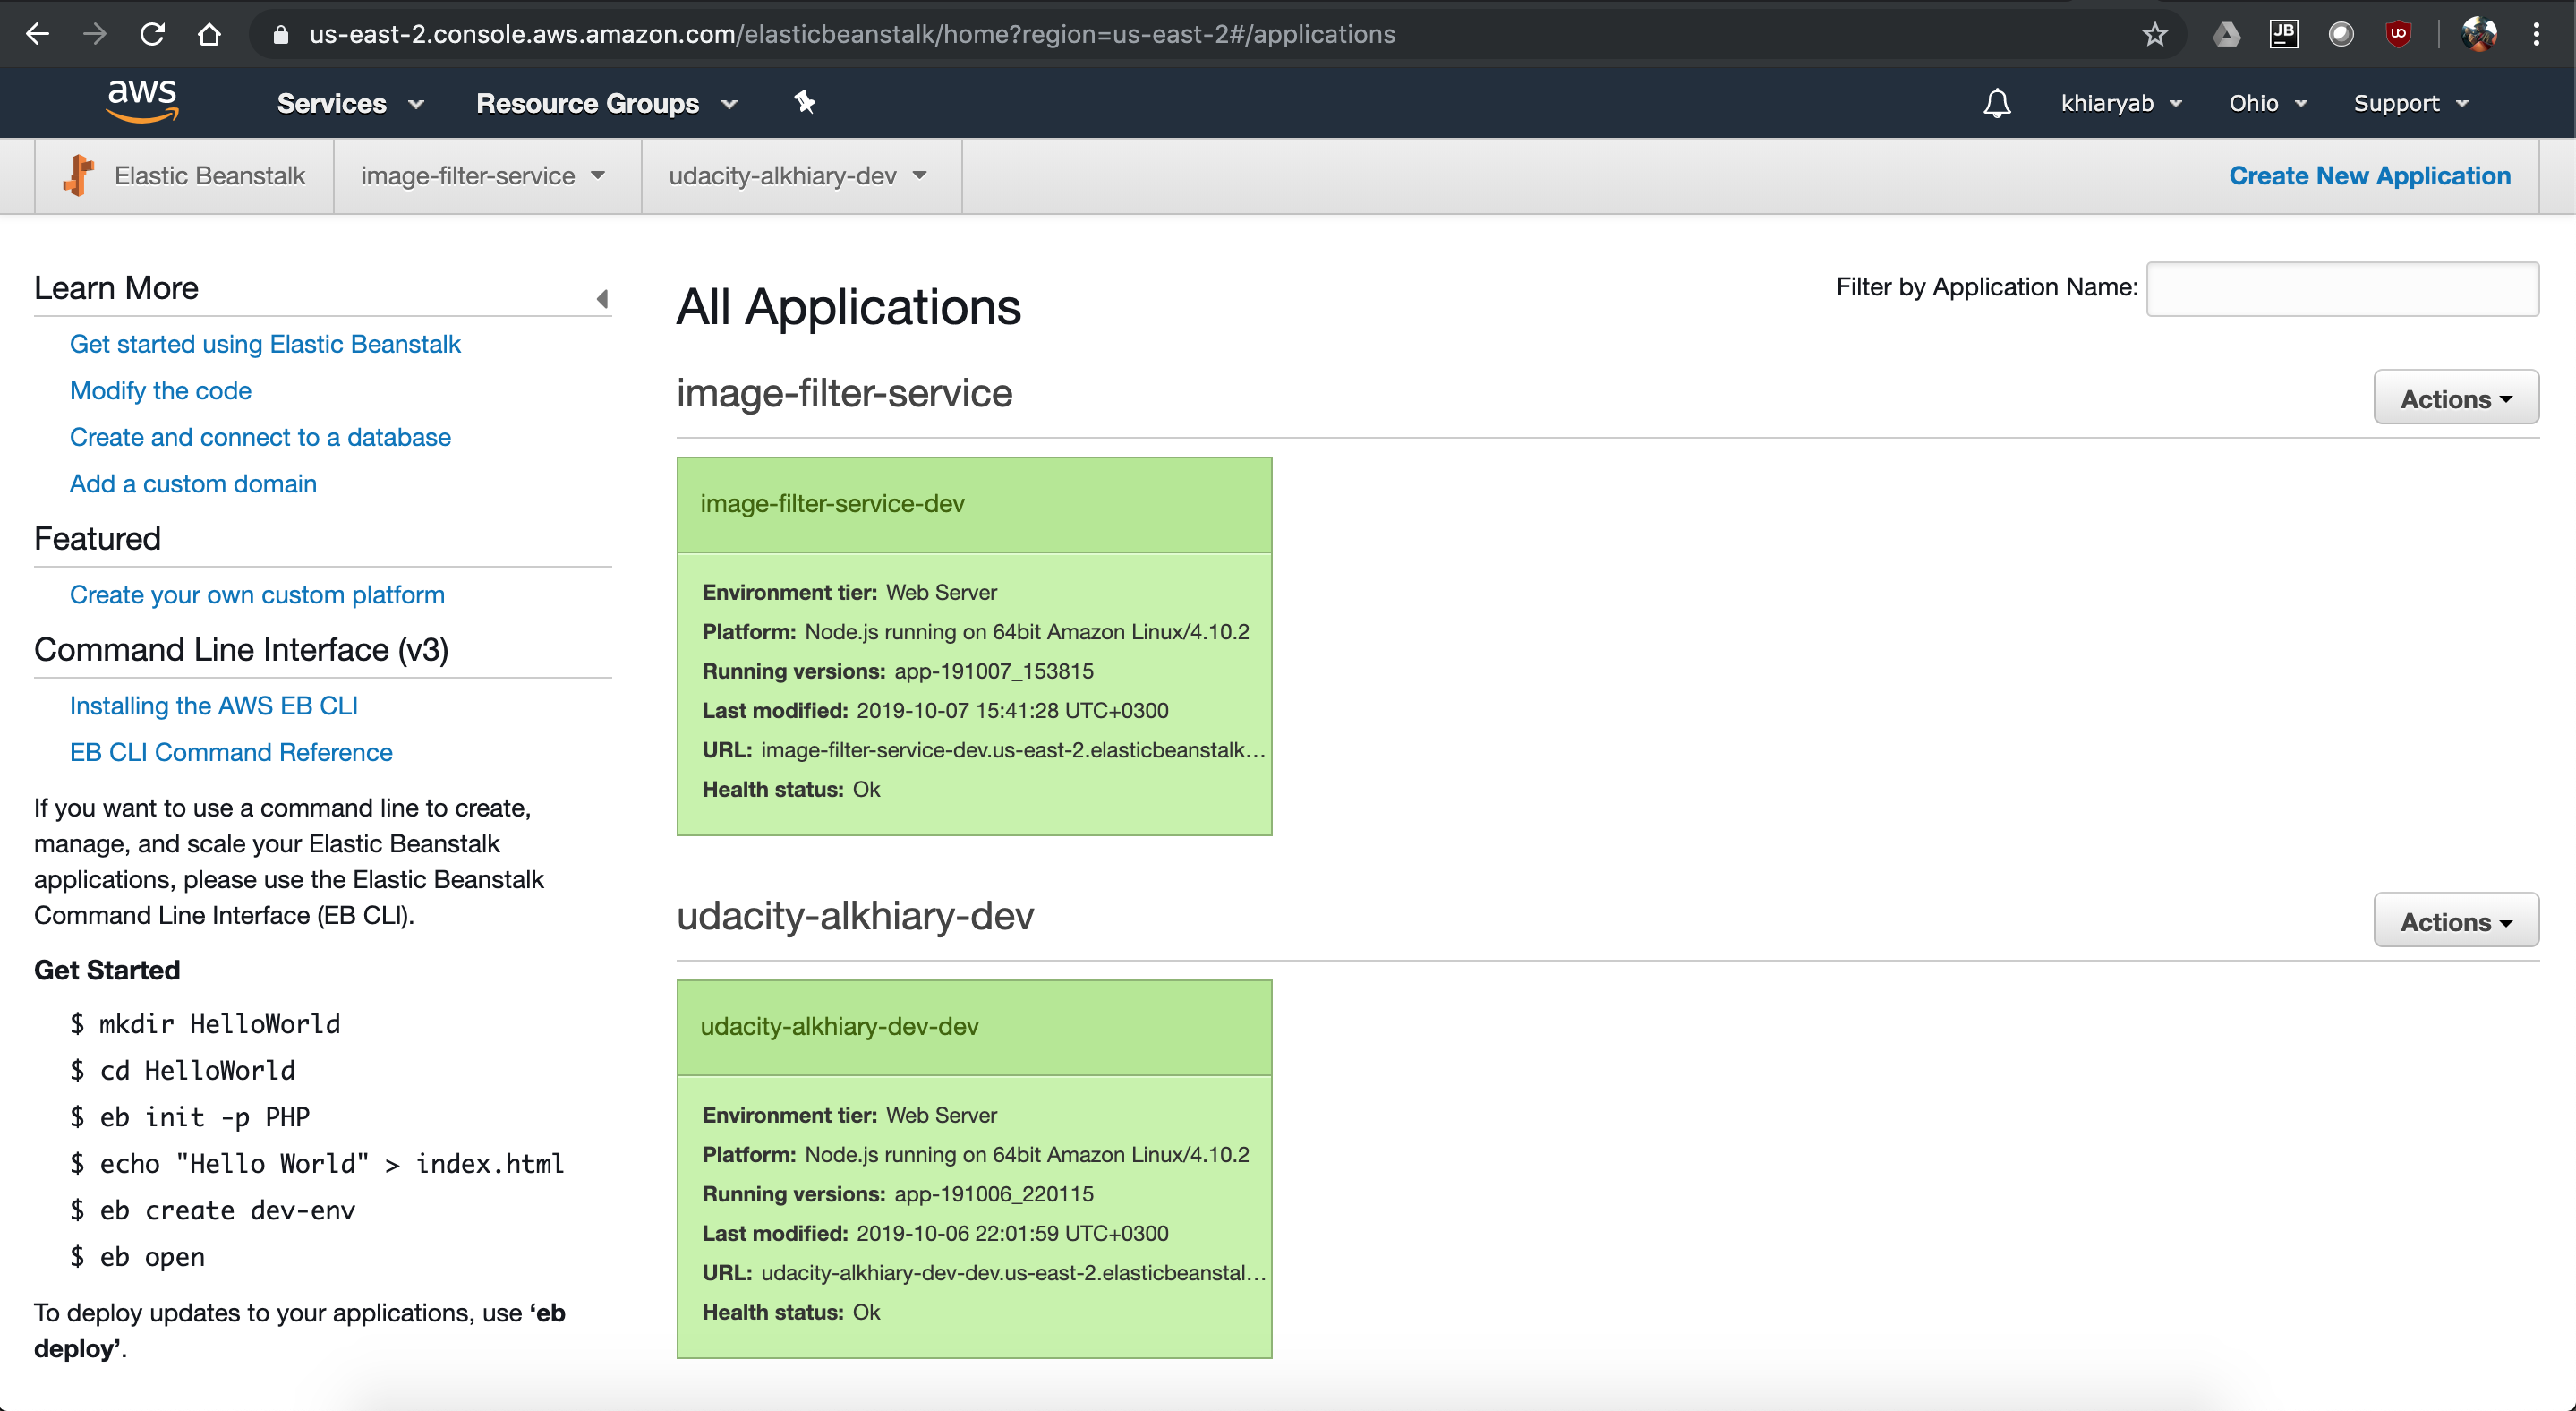 us-east-2.console.aws.amazon.com/elasticbeanstalk/home?region=us-east-2#/applications
JB
UO
aws Services Resource Groups khiaryab Ohio Support
Elastic Beanstalk image-filter-service udacity-alkhiary-dev Create New Application
Learn More
Get started using Elastic Beanstalk
Modify the code
Create and connect to a database
Add a custom domain
Featured
Create your own custom platform
Command Line Interface (v3)
Installing the AWS EB CLI
EB CLI Command Reference
If you want to use a command line to create,
manage, and scale your Elastic Beanstalk
applications, please use the Elastic Beanstalk
Command Line Interface (EB CLI).
Get Started
$ mkdir HelloWorld
$ cd HelloWorld
$ eb init -p PHP
$ echo "Hello World" > index.html
$ eb create dev-env
$ eb open
To deploy updates to your applications, use ‘eb
deploy’.
All Applications
Filter by Application Name:
image-filter-service
Actions
image-filter-service-dev
Environment tier: Web Server
Platform: Node.js running on 64bit Amazon Linux/4.10.2
Running versions: app-191007_153815
Last modified: 2019-10-07 15:41:28 UTC+0300
URL: image-filter-service-dev.us-east-2.elasticbeanstalk...
Health status: Ok
udacity-alkhiary-dev
Actions
udacity-alkhiary-dev-dev
Environment tier: Web Server
Platform: Node.js running on 64bit Amazon Linux/4.10.2
Running versions: app-191006_220115
Last modified: 2019-10-06 22:01:59 UTC+0300
URL: udacity-alkhiary-dev-dev.us-east-2.elasticbeanstal...
Health status: Ok